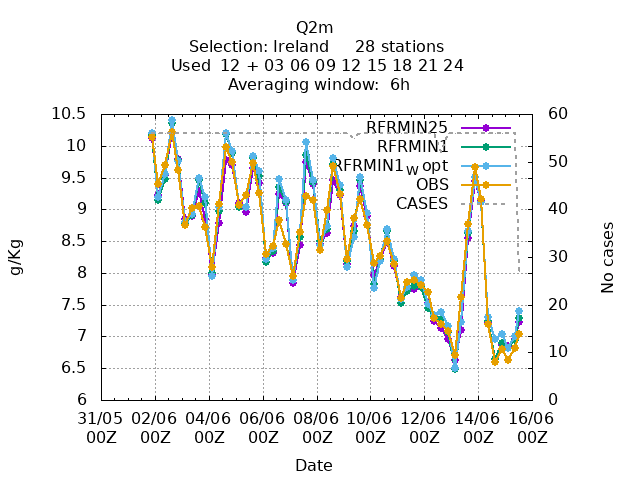 Q2m
Selection: Ireland 28 stations
Used 12 + 03 06 09 12 15 18 21 24
Averaging window: 6h
10.5
10
9.5
9
8.5
8
7.5
7
6.5
6
g/Kg
60
50
40
30
20
10
0
No cases
RFRMIN25
RFRMIN1
RFRMIN1w opt
OBS
CASES
31/05 02/06 04/06 06/06 08/06 10/06 12/06 14/06 16/06
00Z 00Z 00Z 00Z 00Z 00Z 00Z 00Z 00Z
Date